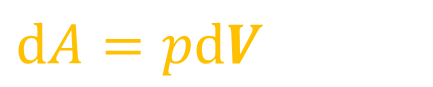 dA = pdV